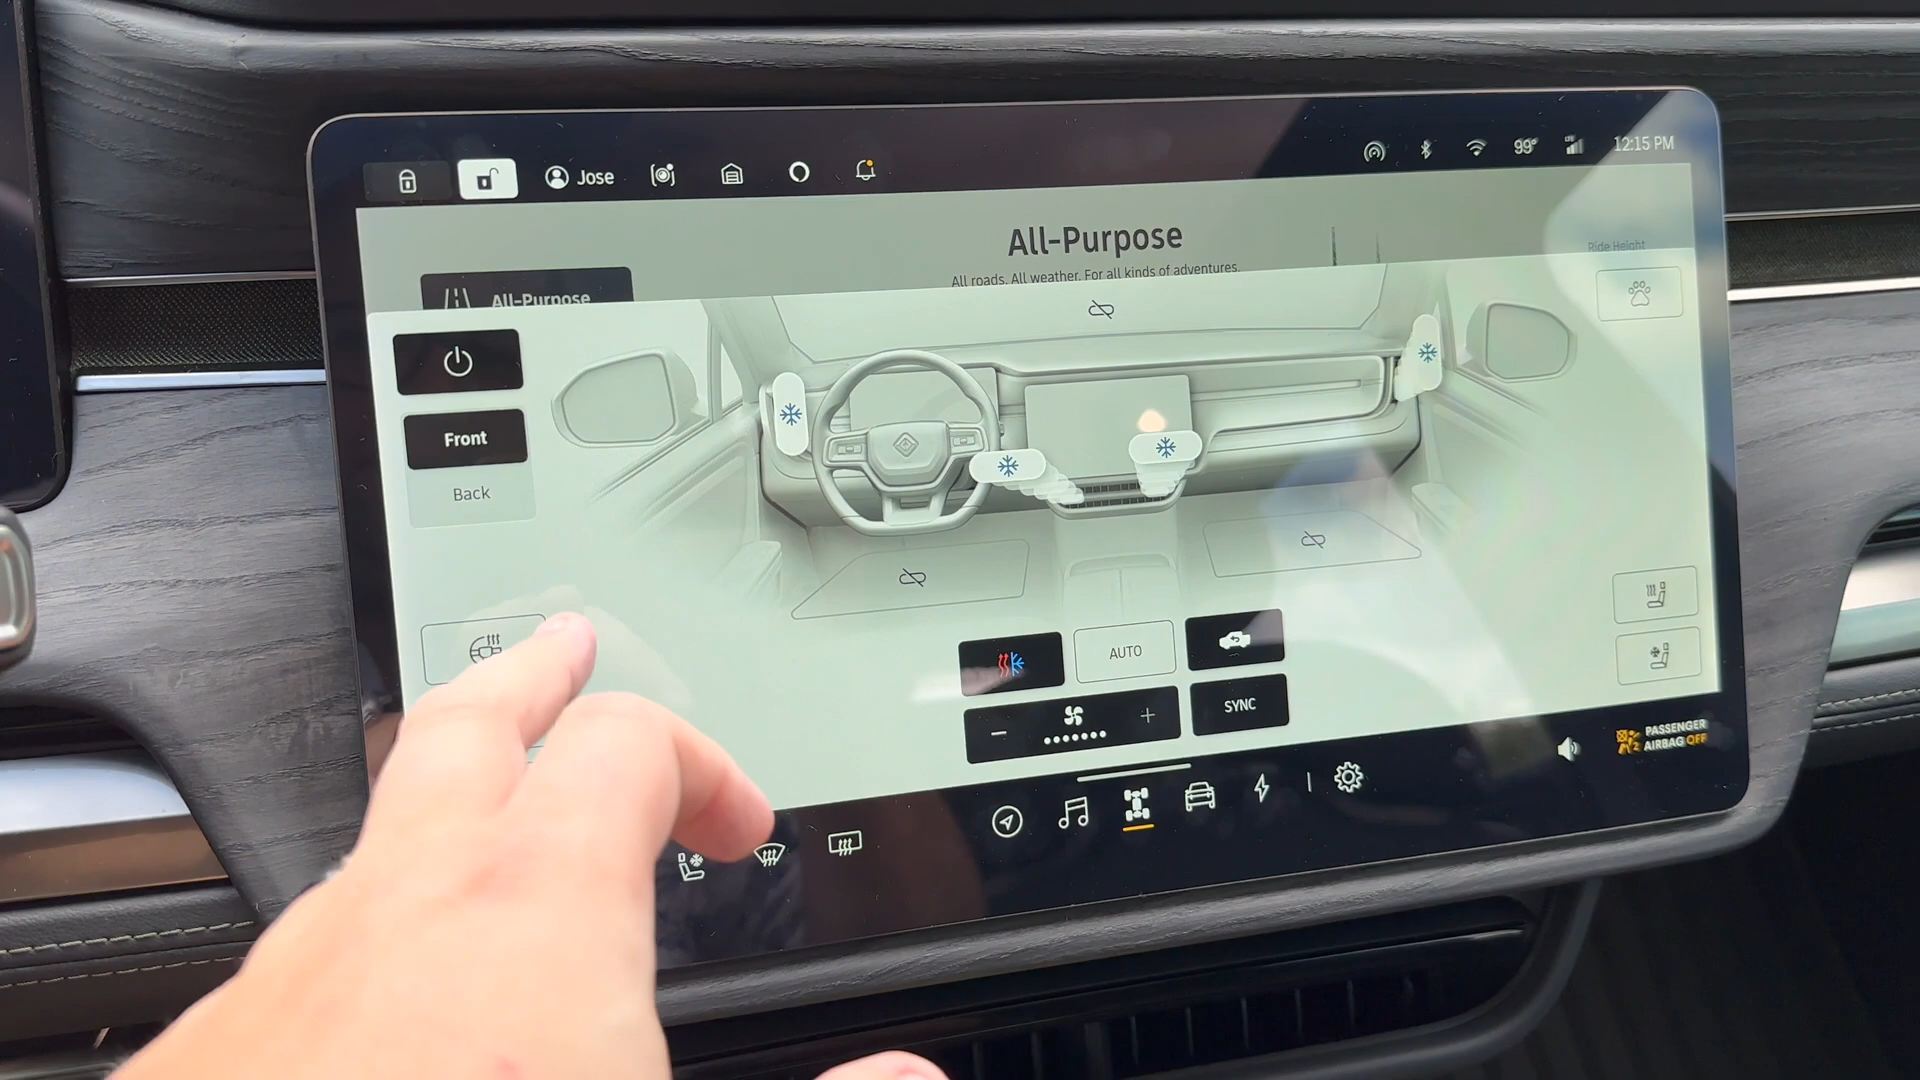 Jose
99°
LTE
12:15 PM
All-Purpose
All roads. All weather. For all kinds of adventures.
Ride Height
All-Purpose
Front
Back
AUTO
SYNC
PASSENGER
AIRBAG OFF